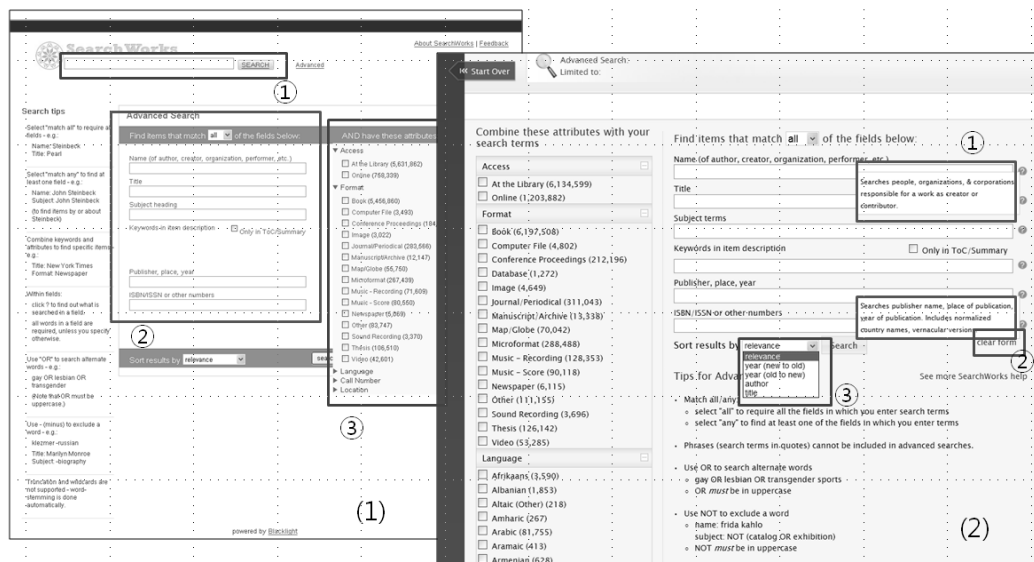 SearchWorks
About SearchWorks | Feedback
SEARCH
Advanced
①
Search tips
Select "match all" to require all
fields - e.g.:
Name: Steinbeck
Title: Pearl
Select "match any" to find at
least one field - e.g.:
Name: John Steinbeck
Subject: John Steinbeck
(to find items by or about
Steinbeck)
Combine keywords and
attributes to find specific items
e.g.:
Title: New York Times
Format: Newspaper
Within fields:
click ? to find out what is
searched in a field
all words in a field are
required, unless you specify
otherwise.
Use "OR" to search alternate
words - e.g.:
gay OR lesbian OR
transgender
(Note that OR must be
uppercase.)
Use - (minus) to exclude a
word - e.g.:
klezmer -russian
Title: Marilyn Monroe
Subject: -biography
Truncation and wildcards are
not supported - word-
stemming is done
automatically.
Advanced Search
Find items that match all of the fields below:
Name (of author, creator, organization, performer, etc.)
Title
Subject heading
Keywords in item description
Only in ToC/Summary
Publisher, place, year
ISBN/ISSN or other numbers
②
Sort results by relevance
AND have these attributes
Access
At the Library (5,631,862)
Online (768,339)
Format
Book (5,456,860)
Computer File (3,490)
Conference Proceedings (184,
Image (3,022)
Journal/Periodical (283,566)
Manuscript/Archive (12,147)
Map/Globe (55,750)
Microformat (267,439)
Music - Recording (71,609)
Music - Score (80,560)
Newspaper (5,869)
Other (83,747)
Sound Recording (3,370)
Thesis (106,510)
Video (42,601)
Language
Call Number
Location
③
powered by Blacklight
(1)
Start Over
Advanced Search:
Limited to:
Combine these attributes with your
search terms
Access
At the Library (6,134,599)
Online (1,203,882)
Format
Book (6,197,508)
Computer File (4,802)
Conference Proceedings (212,196)
Database (1,272)
Image (4,649)
Journal/Periodical (311,043)
Manuscript/Archive (13,338)
Map/Globe (70,042)
Microformat (288,488)
Music - Recording (128,353)
Music - Score (90,118)
Newspaper (6,115)
Other (111,155)
Sound Recording (3,696)
Thesis (126,142)
Video (53,285)
Language
Afrikaans (3,590)
Albanian (1,853)
Altaic (Other) (218)
Amharic (267)
Arabic (81,755)
Aramaic (413)
Armenian (628)
Find items that match all of the fields below:
①
Name (of author, creator, organization, performer, etc.)
Searches people, organizations, & corporations
responsible for a work as creator or
contributor.
Title
Subject terms
Keywords in item description
Only in ToC/Summary
Publisher, place, year
ISBN/ISSN or other numbers
Searches publisher name, place of publication,
year of publication. Includes normalized
country names, vernacular version
Sort results by relevance
Search
clear form
②
relevance
year (new to old)
year (old to new)
author
title
③
See more SearchWorks help
Match all/any
select "all" to require all the fields in which you enter search terms
select "any" to find at least one of the fields in which you enter terms
Phrases (search terms in quotes) cannot be included in advanced searches.
Use OR to search alternate words
gay OR lesbian OR transgender sports
OR must be in uppercase
Use NOT to exclude a word
name: frida kahlo
subject: NOT (catalog OR exhibition)
NOT must be in uppercase
(2)